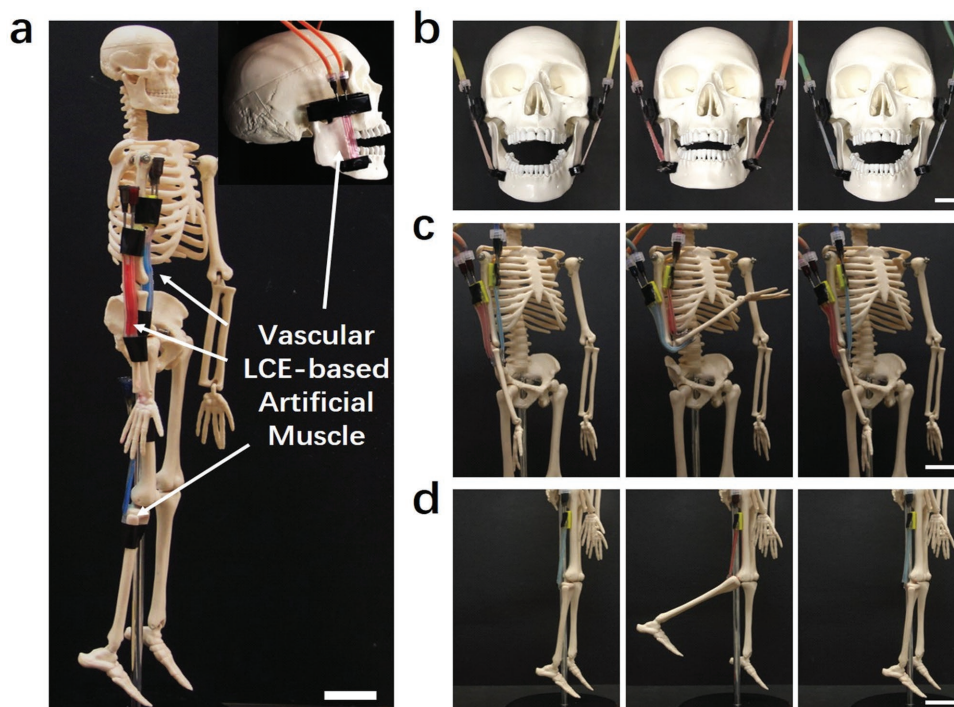 a
b
c
d
Vascular
LCE-based
Artificial
Muscle